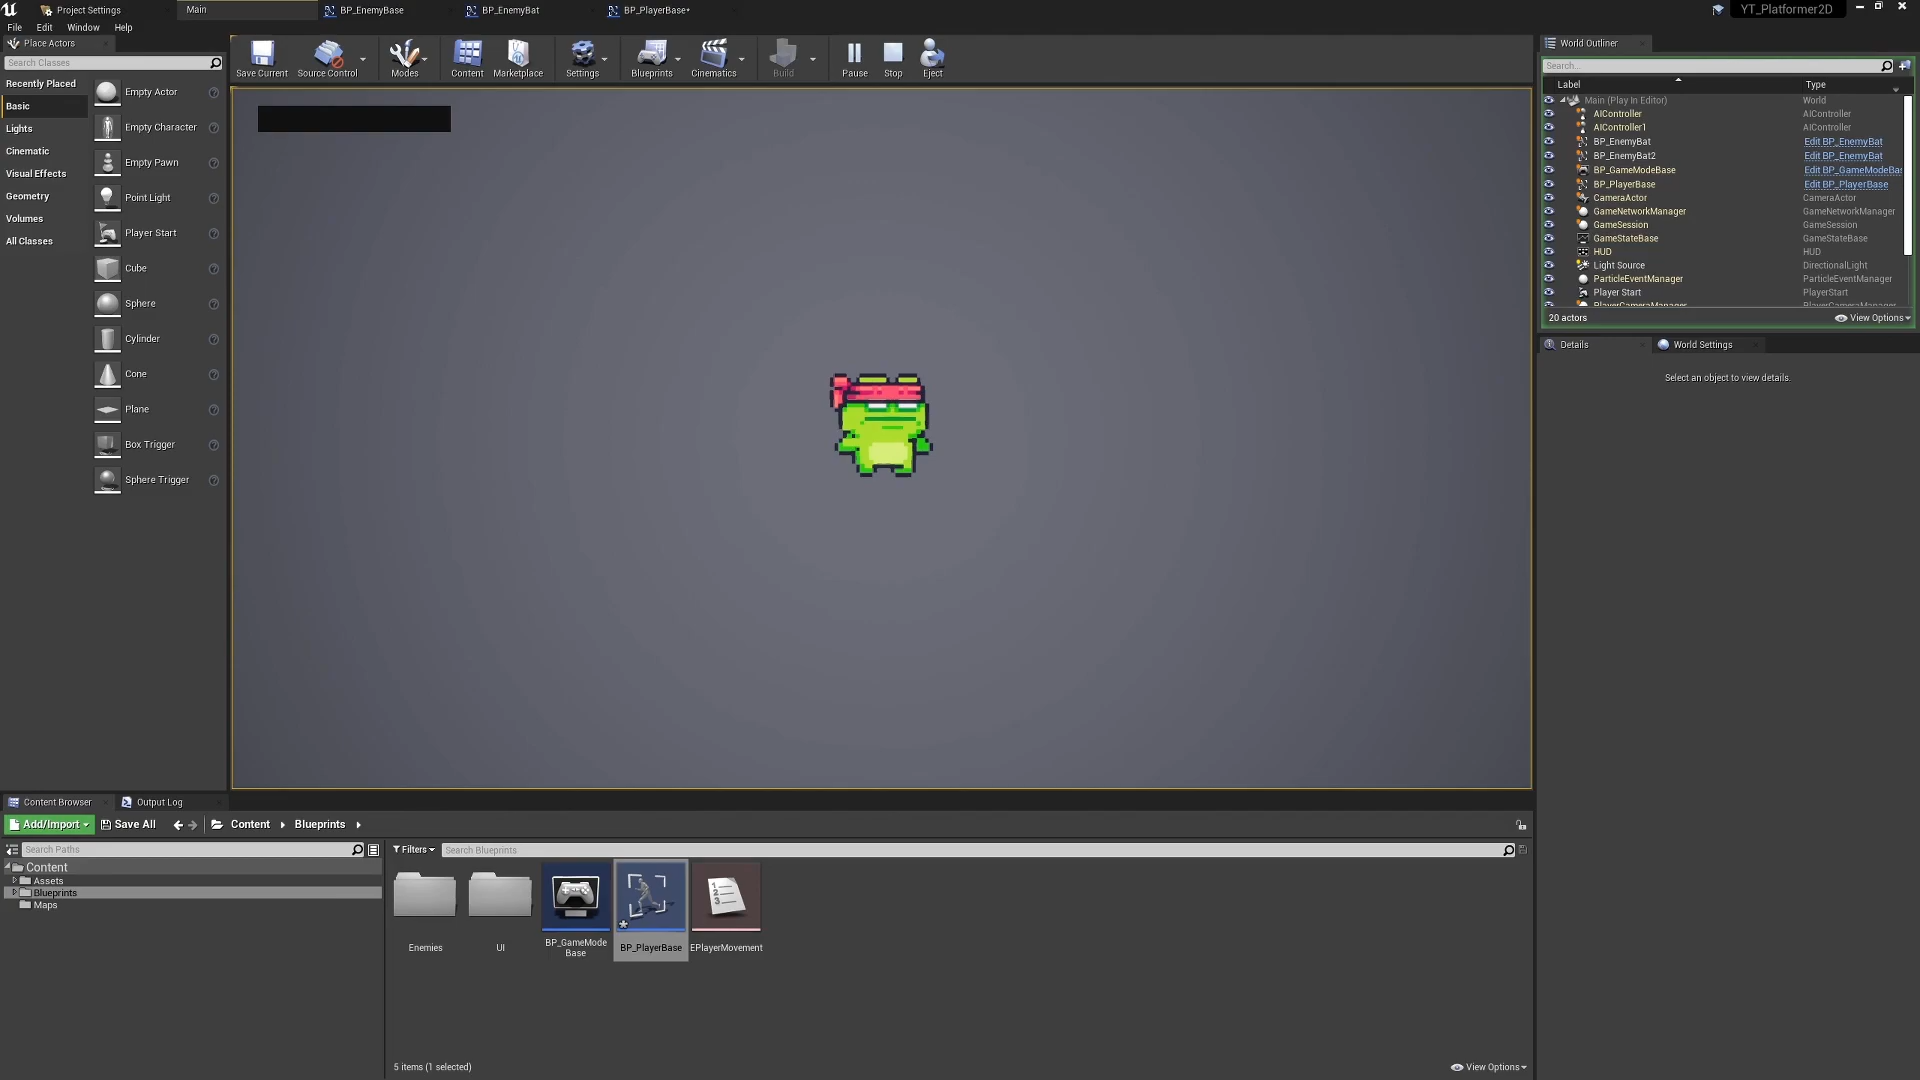 Project Settings
Main
BP_EnemyBase
BP_EnemyBat
BP_PlayerBase*
YT_Platformer2D
File Edit Window Help
Place Actors
Search Classes
Recently Placed
Basic
Lights
Cinematic
Visual Effects
Geometry
Volumes
All Classes
Empty Actor
Empty Character
Empty Pawn
Point Light
Player Start
Cube
Sphere
Cylinder
Cone
Plane
Box Trigger
Sphere Trigger
Save Current
Source Control
Modes
Content
Marketplace
Settings
Blueprints
Cinematics
Build
Pause
Stop
Eject
World Outliner
Search...
Label Type
Main (Play In Editor) World
AIController AIController
AIController1 AIController
BP_EnemyBat Edit BP_EnemyBat
BP_EnemyBat2 Edit BP_EnemyBat
BP_GameModeBase Edit BP_GameModeBas
BP_PlayerBase Edit BP_PlayerBase
CameraActor CameraActor
GameNetworkManager GameNetworkManager
GameSession GameSession
GameStateBase GameStateBase
HUD HUD
Light Source DirectionalLight
ParticleEventManager ParticleEventManager
Player Start PlayerStart
PlayerCameraManager PlayerCameraManager
20 actors
View Options
Details
World Settings
Select an object to view details.
Content Browser
Output Log
Add/Import
Save All
Content
Blueprints
Search Paths
Content
Assets
Blueprints
Maps
Filters
Search Blueprints
Enemies
UI
BP_GameMode
Base
BP_PlayerBase
EPlayerMovement
5 items (1 selected)
View Options